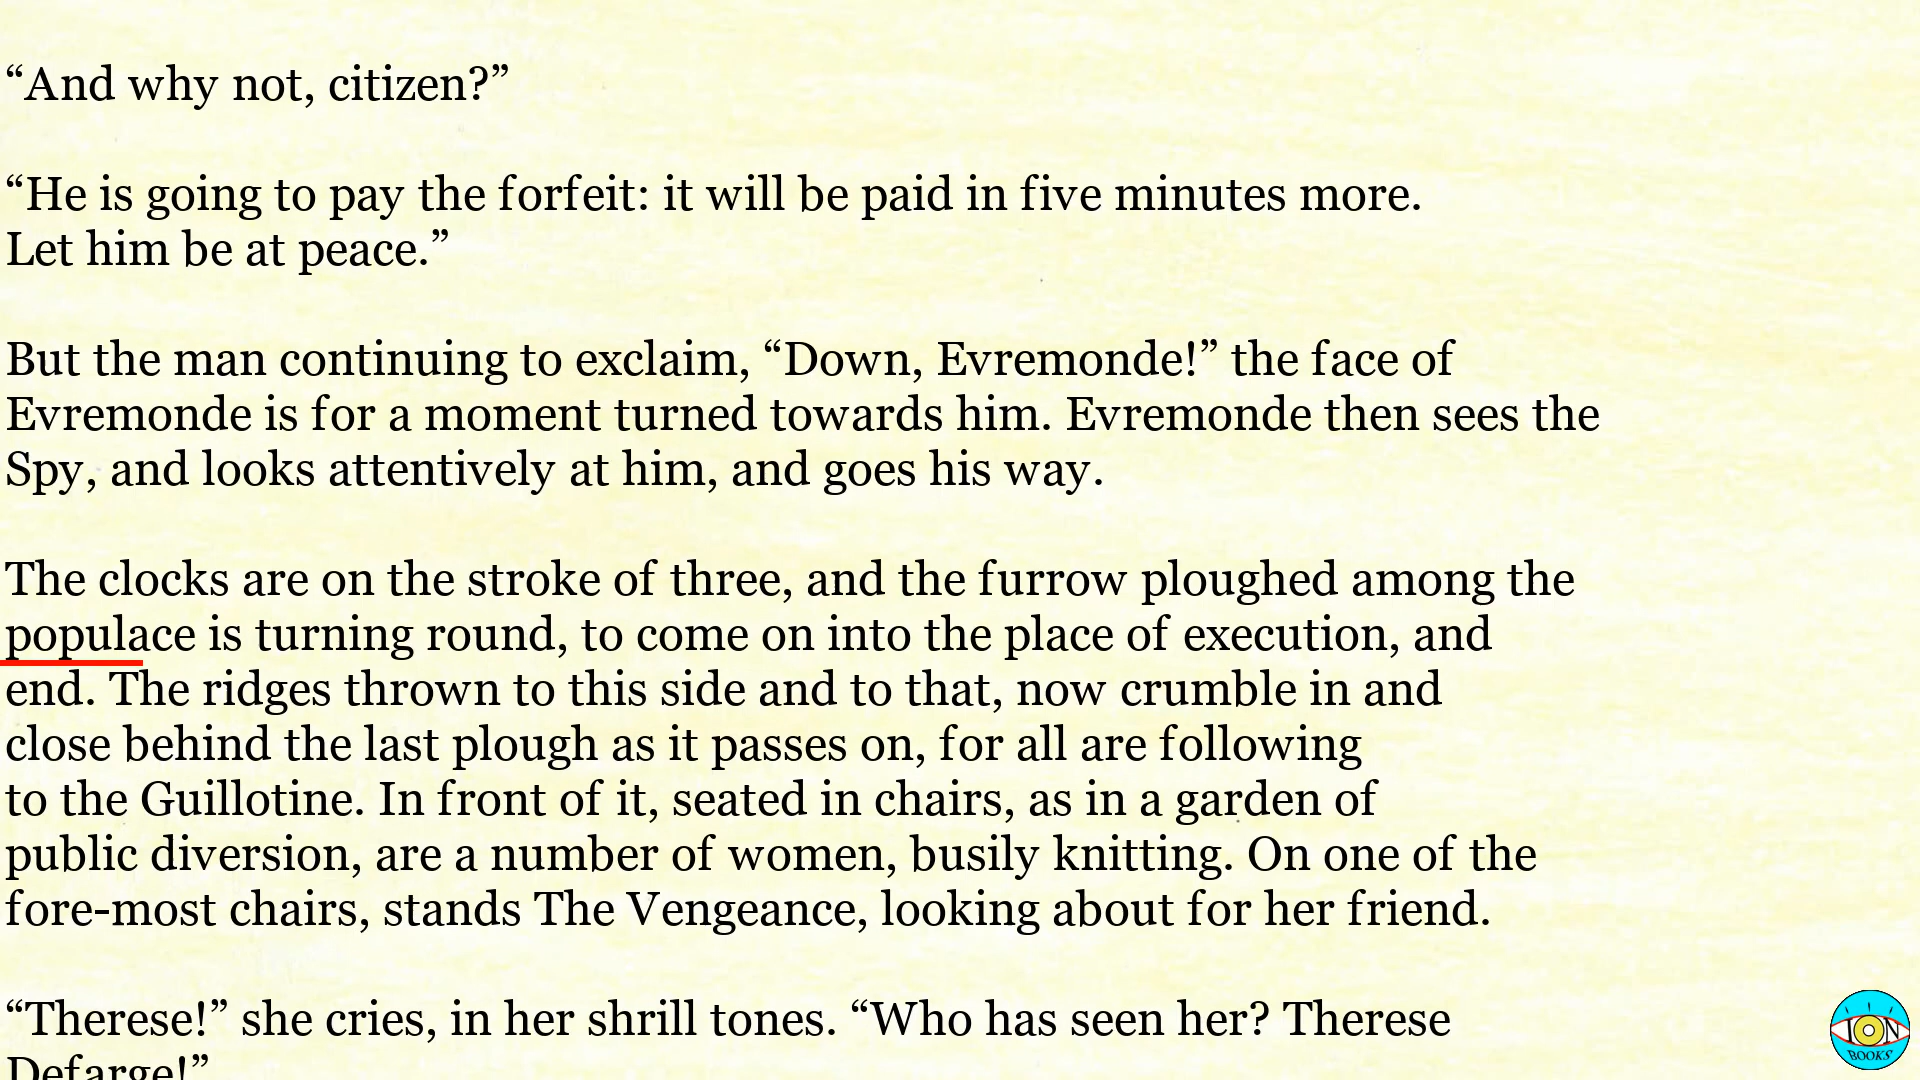 “And why not, citizen?”
“He is going to pay the forfeit: it will be paid in five minutes more.
Let him be at peace.”
But the man continuing to exclaim, “Down, Evremonde!” the face of
Evremonde is for a moment turned towards him. Evremonde then sees the
Spy, and looks attentively at him, and goes his way.
The clocks are on the stroke of three, and the furrow ploughed among the
populace is turning round, to come on into the place of execution, and
end. The ridges thrown to this side and to that, now crumble in and
close behind the last plough as it passes on, for all are following
to the Guillotine. In front of it, seated in chairs, as in a garden of
public diversion, are a number of women, busily knitting. On one of the
fore-most chairs, stands The Vengeance, looking about for her friend.
“Therese!” she cries, in her shrill tones. “Who has seen her? Therese
Defarge!”
ION
BOOKS